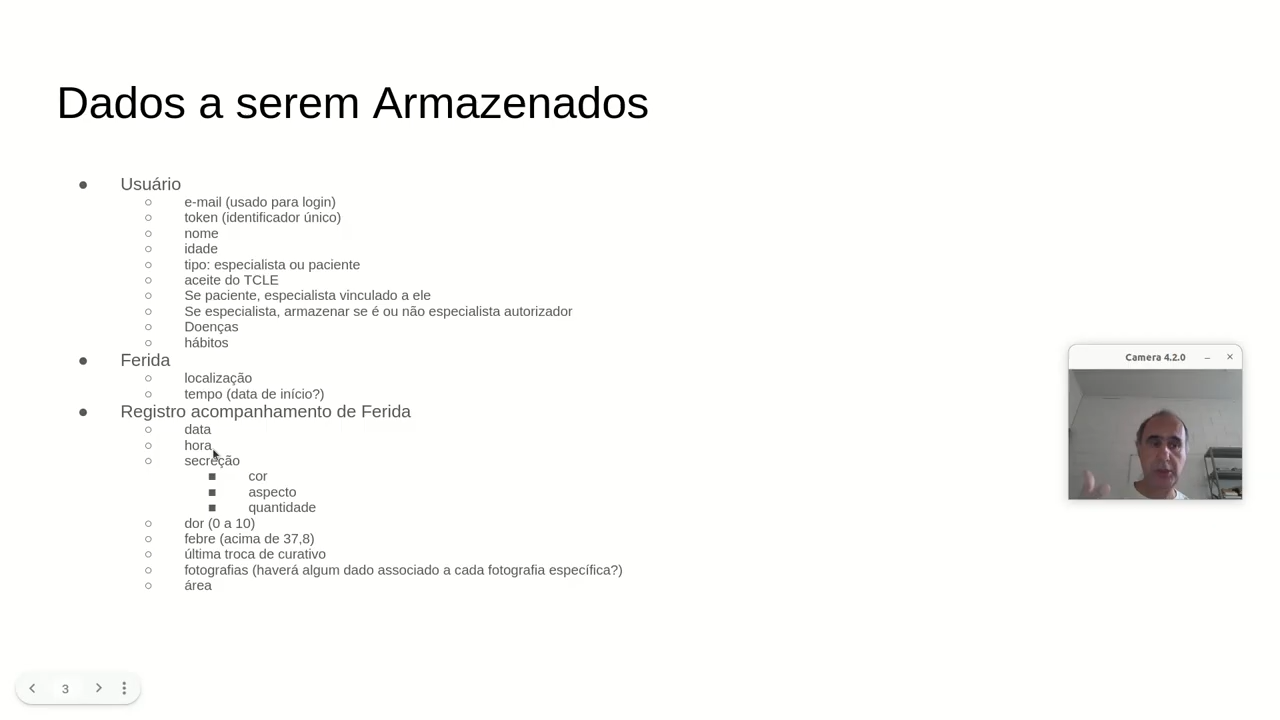 Dados a serem Armazenados
● Usuário
○ e-mail (usado para login)
○ token (identificador único)
○ nome
○ idade
○ tipo: especialista ou paciente
○ aceite do TCLE
○ Se paciente, especialista vinculado a ele
○ Se especialista, armazenar se é ou não especialista autorizador
○ Doenças
○ hábitos
● Ferida
○ localização
○ tempo (data de início?)
● Registro acompanhamento de Ferida
○ data
○ hora
○ secreção
■ cor
■ aspecto
■ quantidade
○ dor (0 a 10)
○ febre (acima de 37,8)
○ última troca de curativo
○ fotografias (haverá algum dado associado a cada fotografia específica?)
○ área
Camera 4.2.0
3